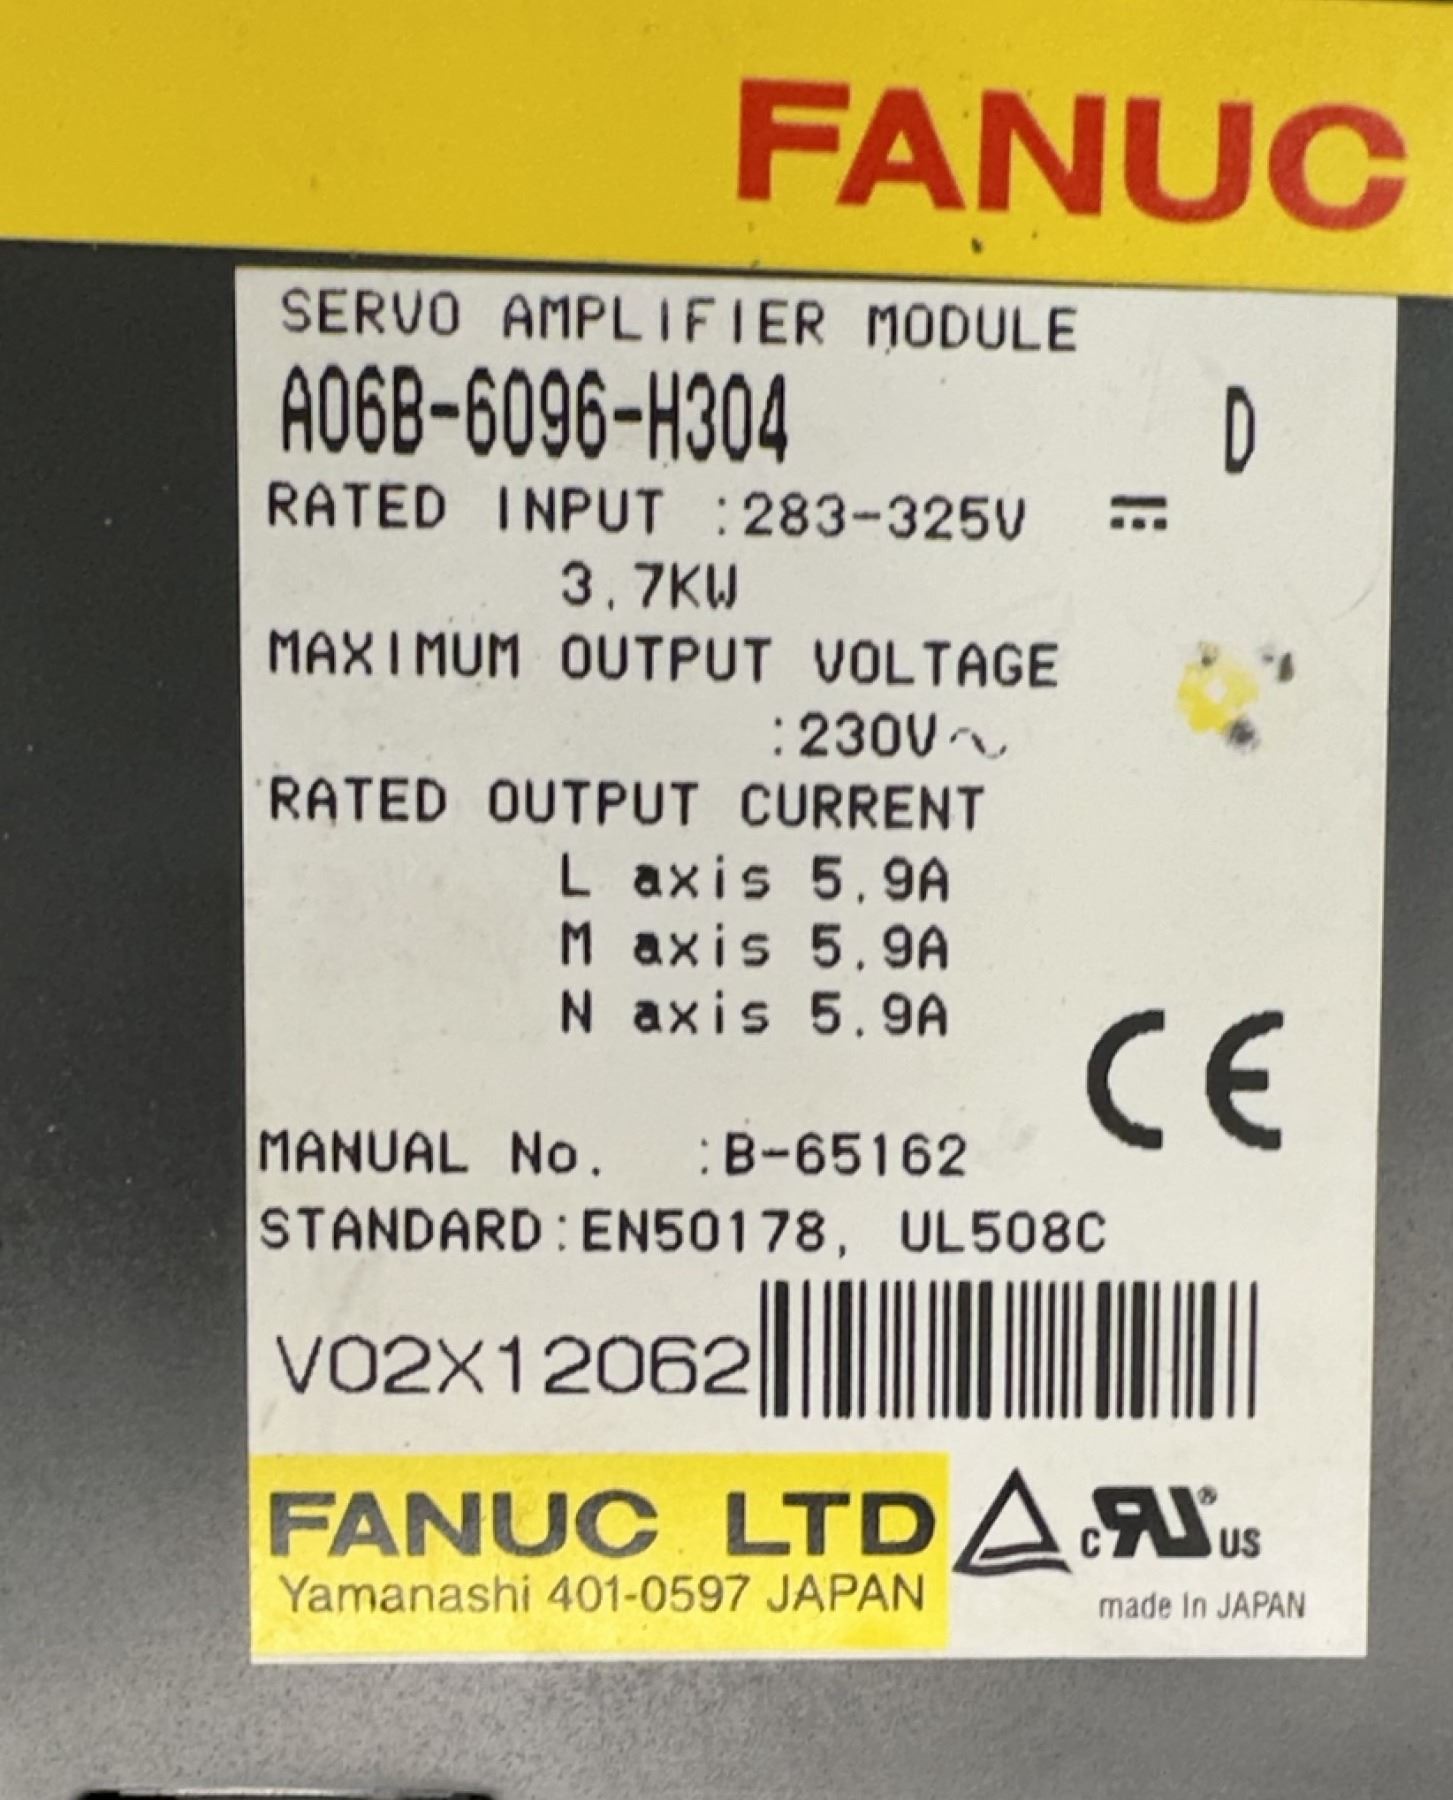 FANUC
SERVO AMPLIFIER MODULE
A06B-6096-H304 D
RATED INPUT :283-325V ⎓
3.7KW
MAXIMUM OUTPUT VOLTAGE
:230V~
RATED OUTPUT CURRENT
L axis 5.9A
M axis 5.9A
N axis 5.9A
CE
MANUAL No. :B-65162
STANDARD:EN50178, UL508C
V02X12062
FANUC LTD
Yamanashi 401-0597 JAPAN
c RU® US
made in JAPAN